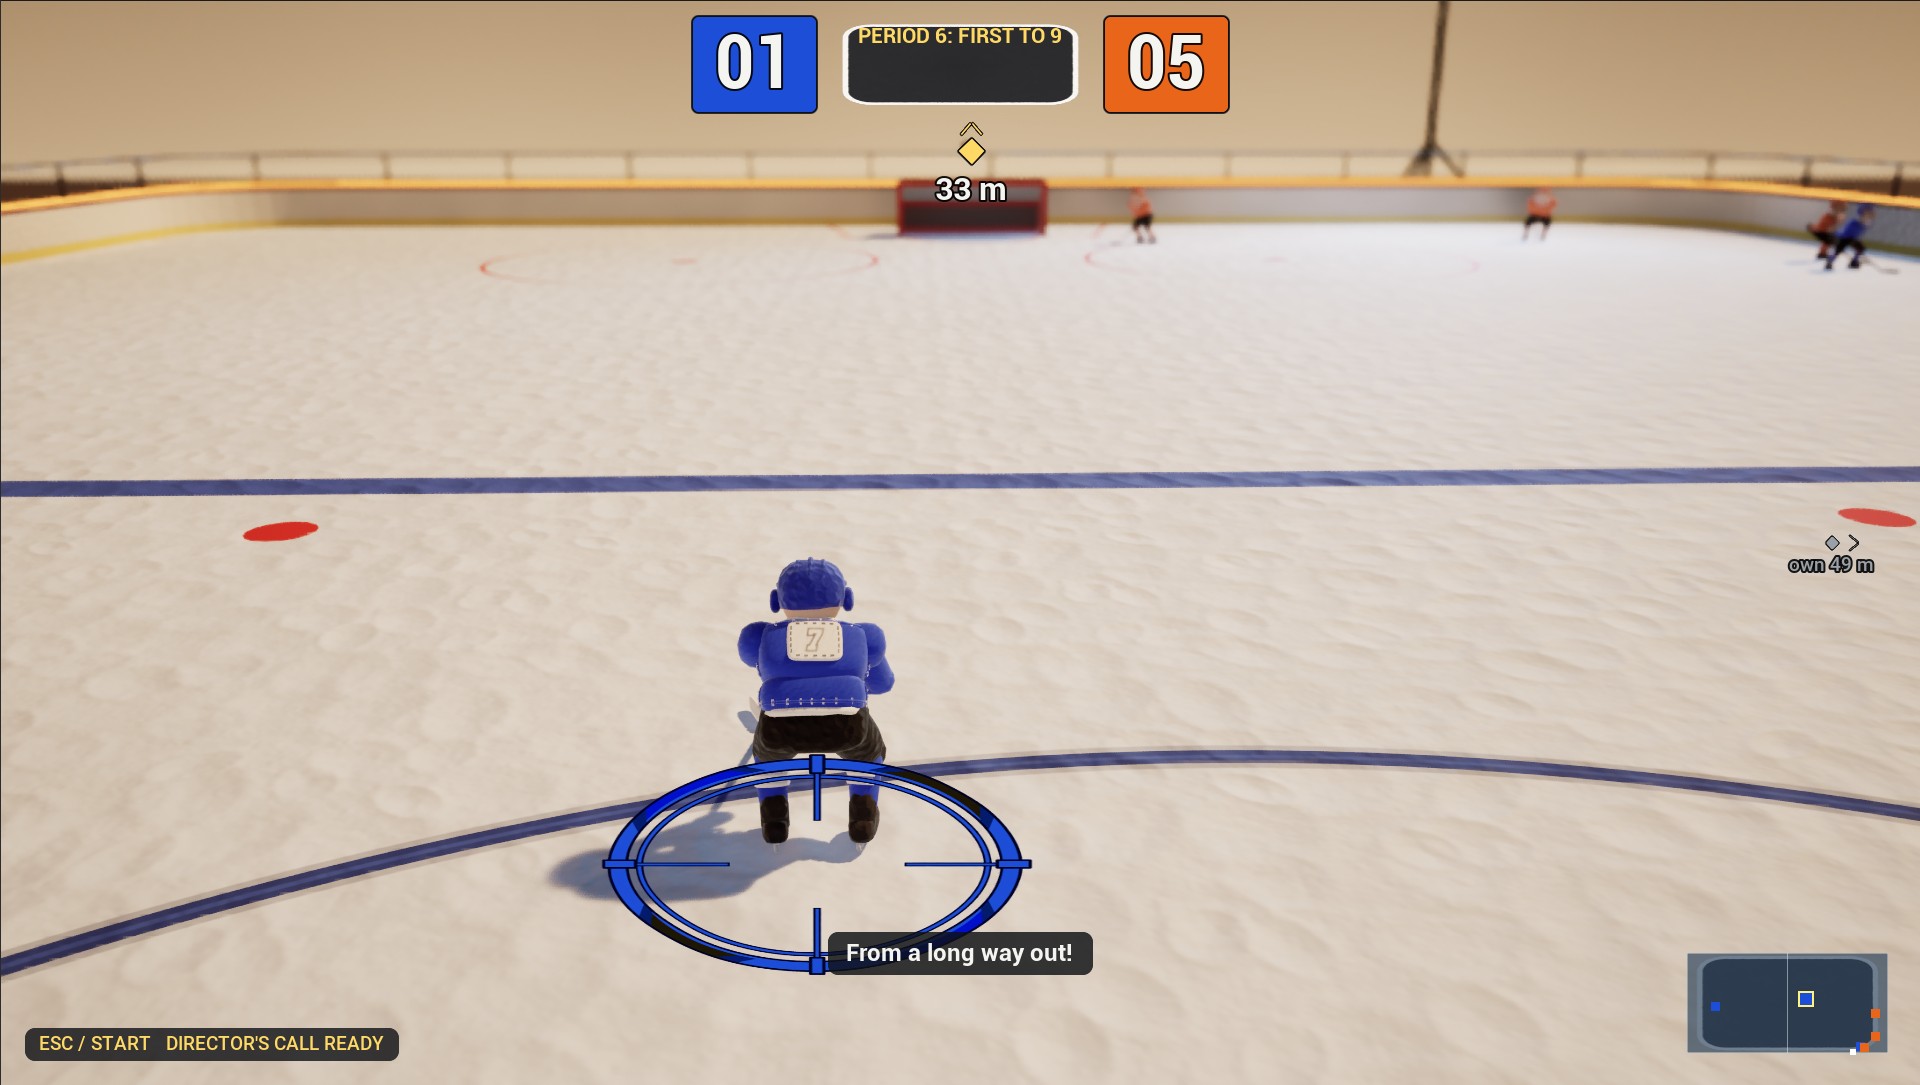 01
PERIOD 6: FIRST TO 9
05
33 m
own 49 m
7
From a long way out!
ESC / START DIRECTOR'S CALL READY